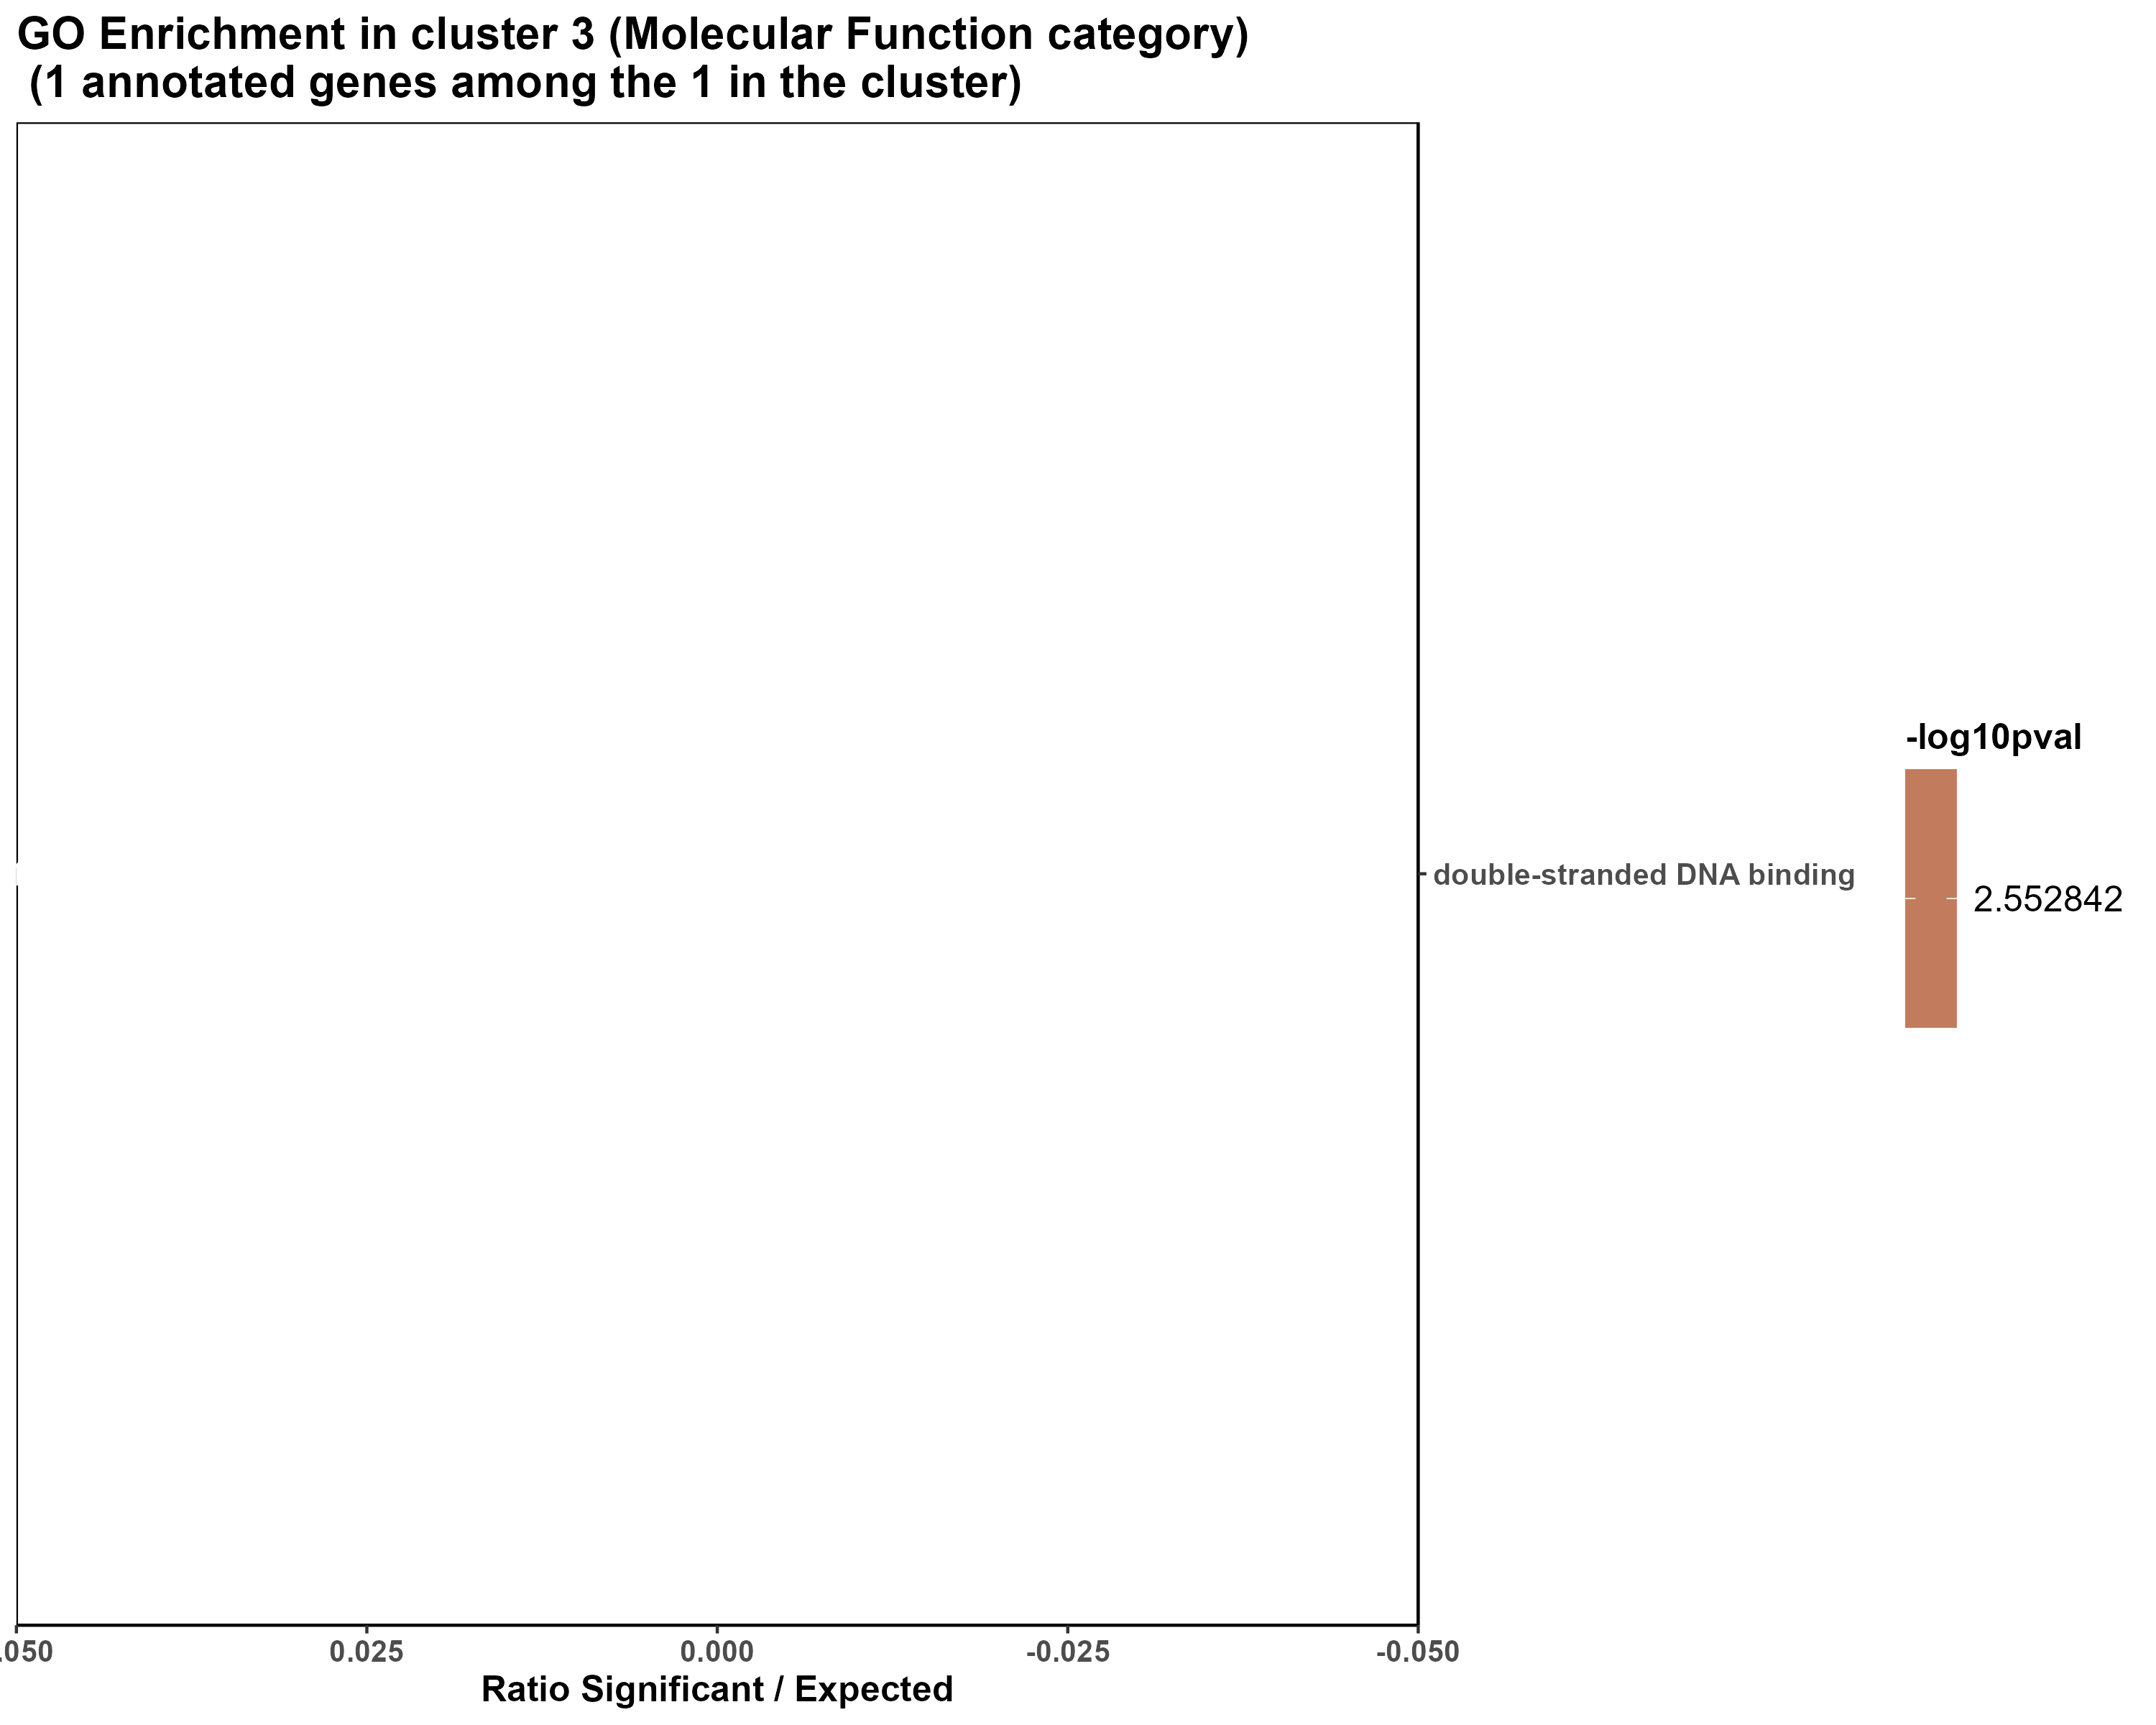 GO Enrichment in cluster 3 (Molecular Function category)
(1 annotated genes among the 1 in the cluster)
-log10pval
double-stranded DNA binding
2.552842
.050 0.025 0.000 -0.025 -0.050
Ratio Significant / Expected